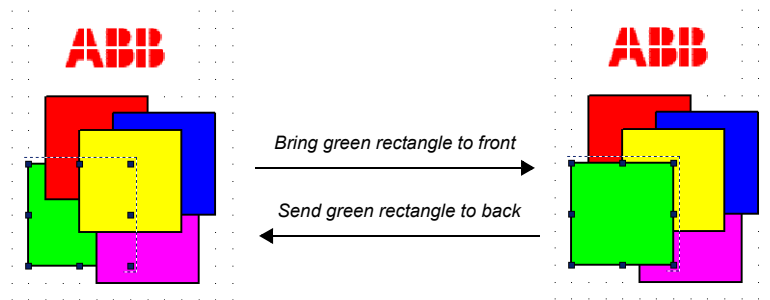 ABB
ABB
Bring green rectangle to front
Send green rectangle to back